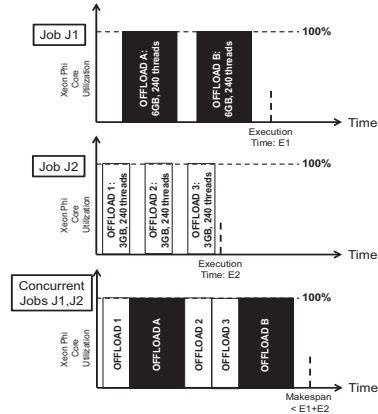 Job J1
100%
Xeon Phi
Core
Utilization
OFFLOAD A:
6GB, 240 threads
OFFLOAD B:
6GB, 240 threads
Time
Execution
Time: E1
Job J2
100%
Xeon Phi
Core
Utilization
OFFLOAD 1:
3GB, 240 threads
OFFLOAD 2:
3GB, 240 threads
OFFLOAD 3:
3GB, 240 threads
Time
Execution
Time: E2
Concurrent
Jobs J1,J2
100%
Xeon Phi
Core
Utilization
OFFLOAD 1
OFFLOAD A
OFFLOAD 2
OFFLOAD 3
OFFLOAD B
Time
Makespan
< E1+E2